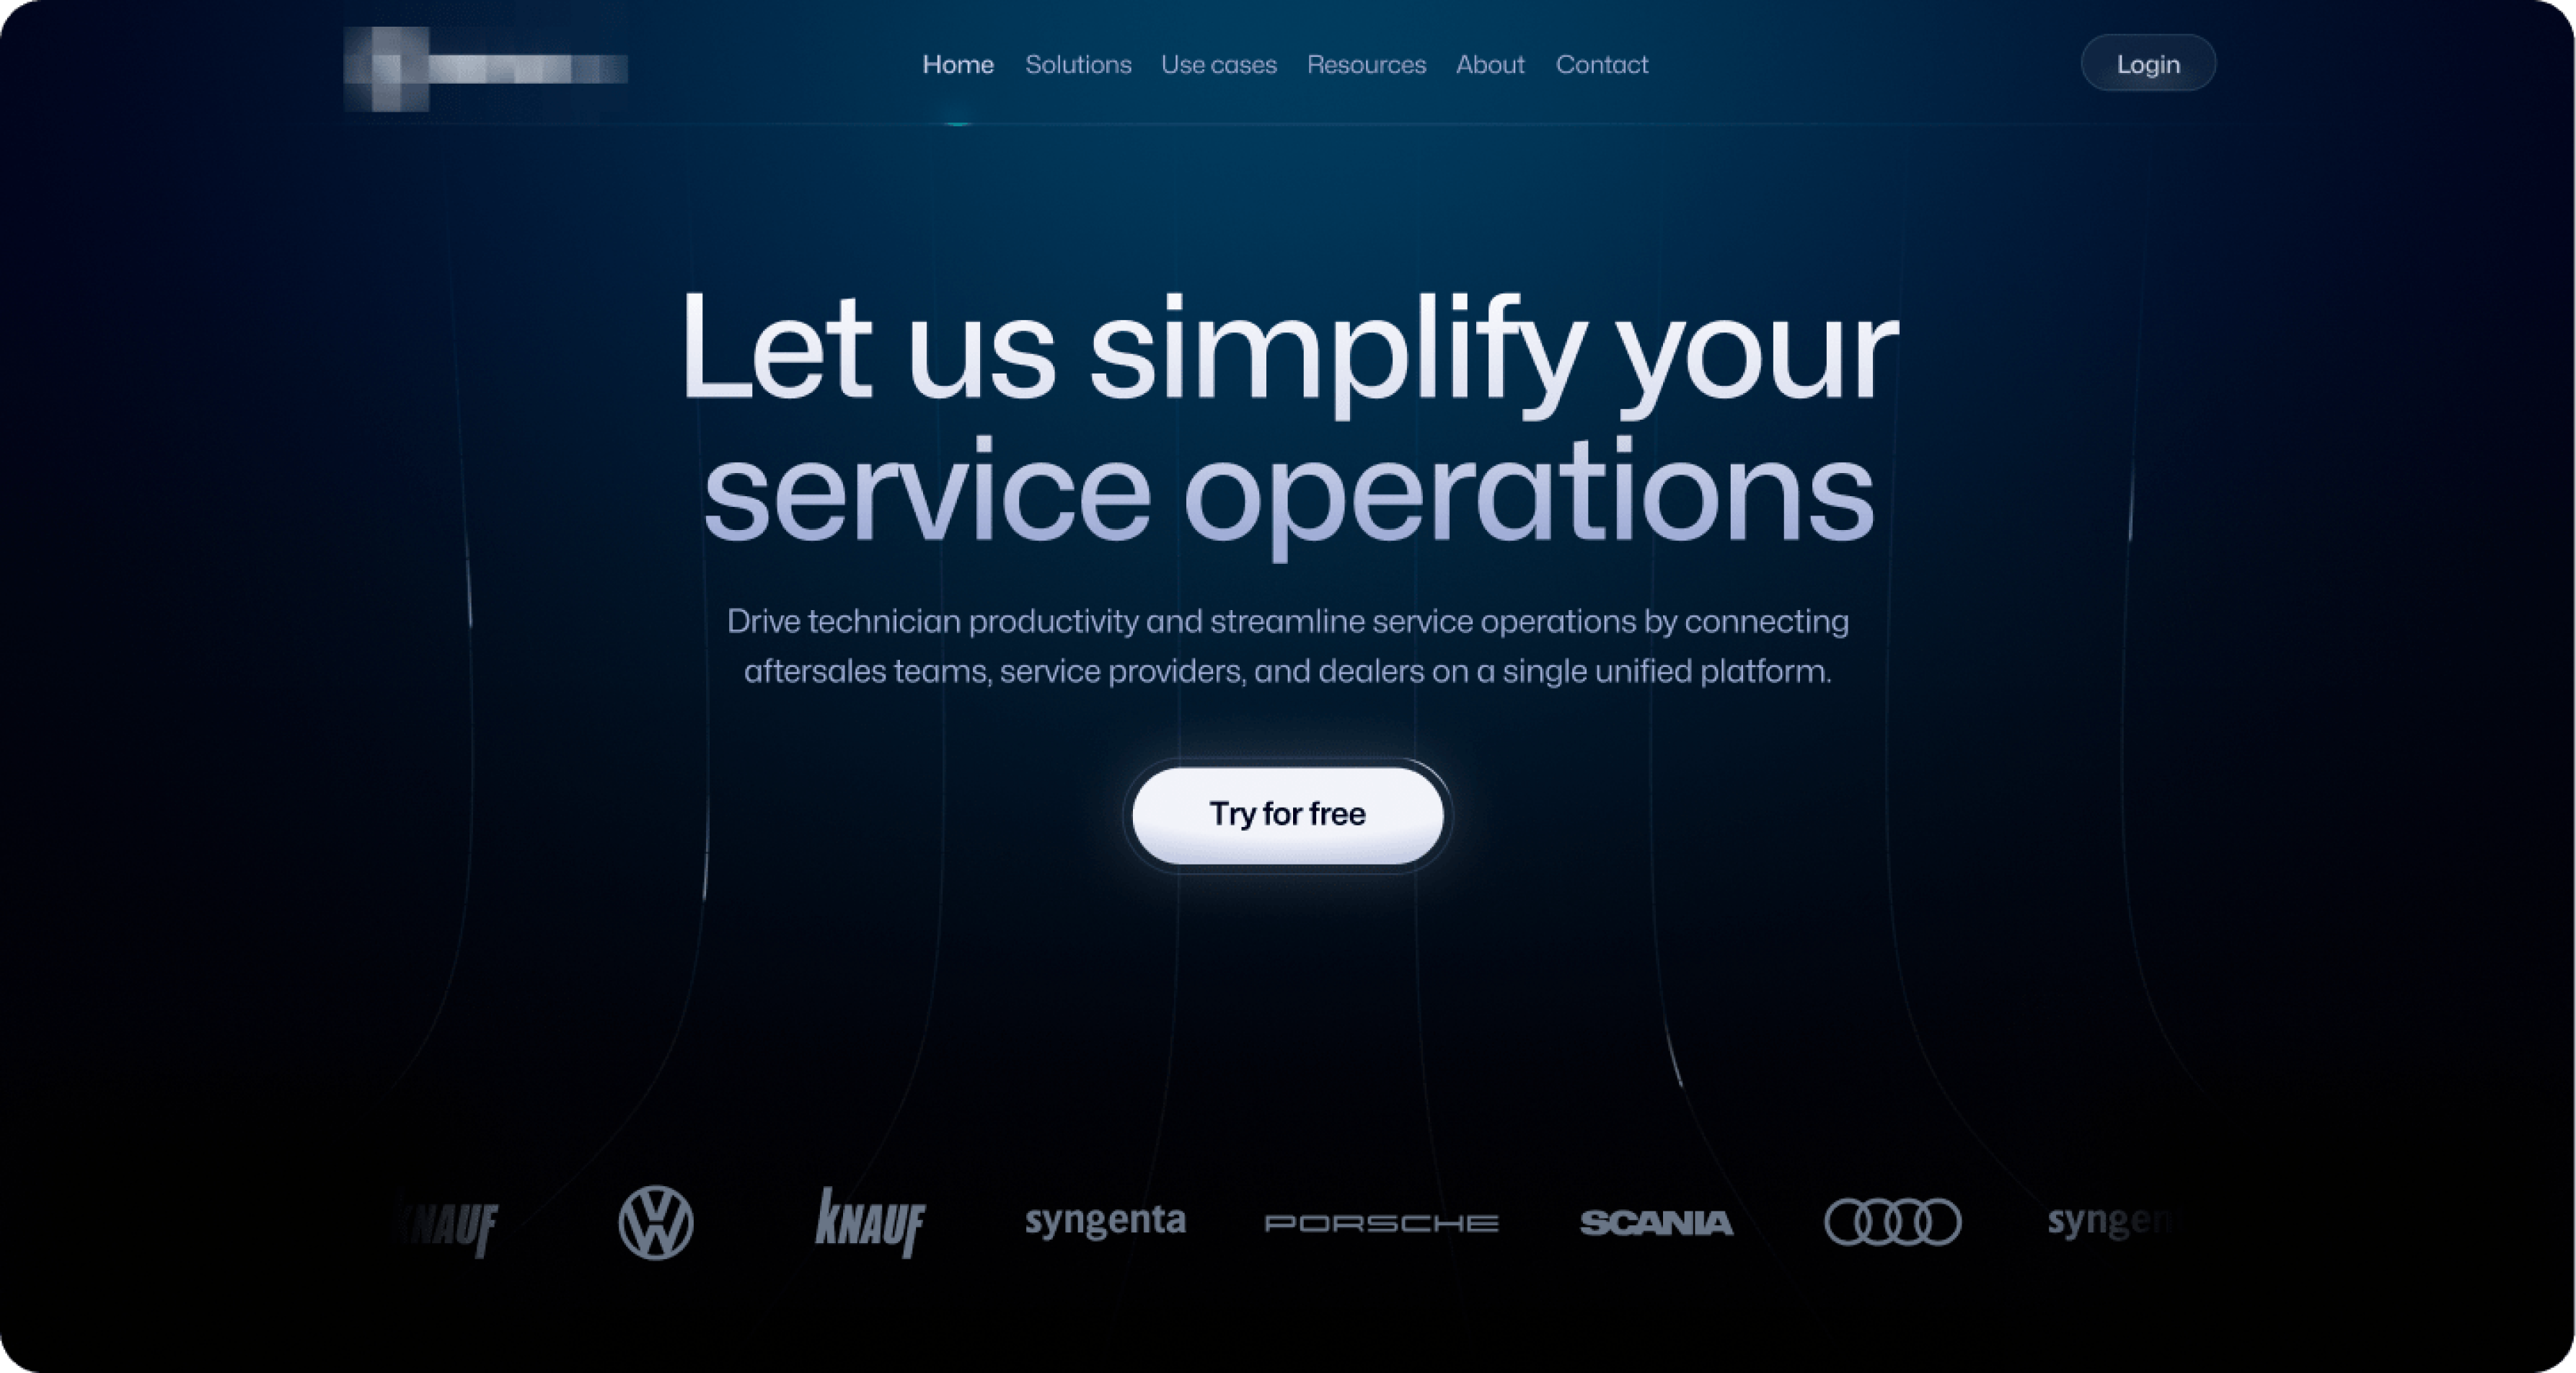 Home Solutions Use cases Resources About Contact Login
Let us simplify your
service operations
Drive technician productivity and streamline service operations by connecting
aftersales teams, service providers, and dealers on a single unified platform.
Try for free
KNAUF VW KNAUF syngenta PORSCHE SCANIA syngen